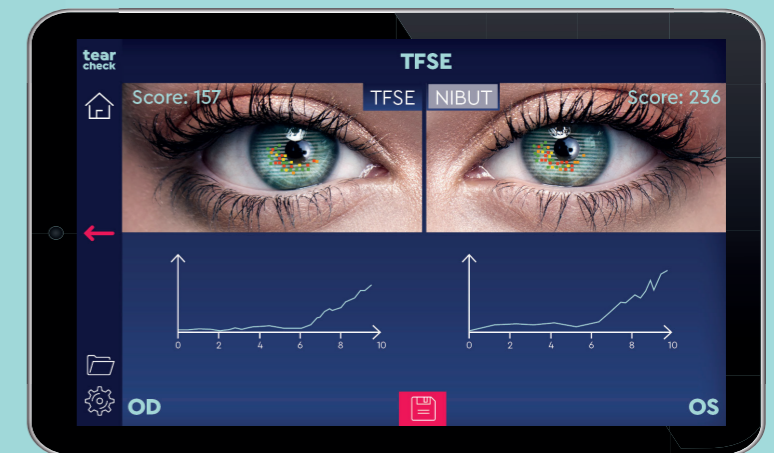 tear
check
TFSE
Score: 157
TFSE
NIBUT
Score: 236
0 2 4 6 8 10
0 2 4 6 8 10
OD
OS